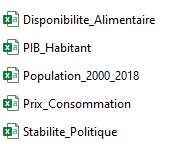 Disponibilite_Alimentaire
PIB_Habitant
Population_2000_2018
Prix_Consommation
Stabilite_Politique